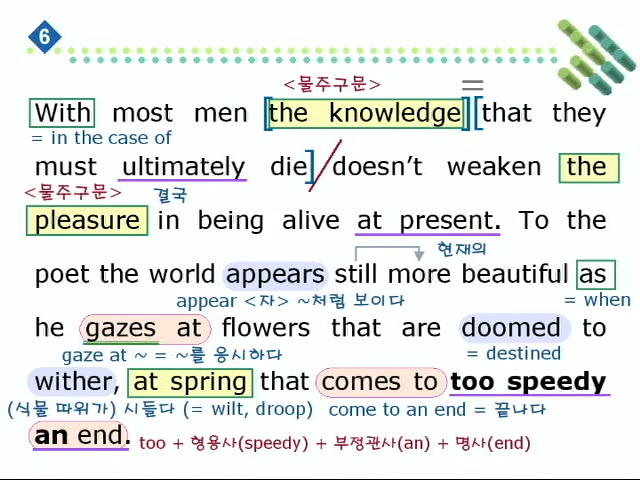 6
<물주구문> =
With most men [the knowledge][that they
= in the case of
must ultimately die]/doesn't weaken the
<물주구문> 결국
pleasure in being alive at present. To the
현재의
poet the world appears still more beautiful as
appear <자> ~처럼 보이다 = when
he gazes at flowers that are doomed to
gaze at ~ = ~를 응시하다 = destined
wither, at spring that comes to too speedy
(식물 따위가) 시들다 (= wilt, droop) come to an end = 끝나다
an end. too + 형용사(speedy) + 부정관사(an) + 명사(end)